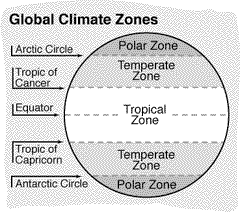 Global Climate Zones
Arctic Circle
Polar Zone
Tropic of
Cancer
Temperate
Zone
Equator
Tropical
Zone
Tropic of
Capricorn
Temperate
Zone
Antarctic Circle
Polar Zone